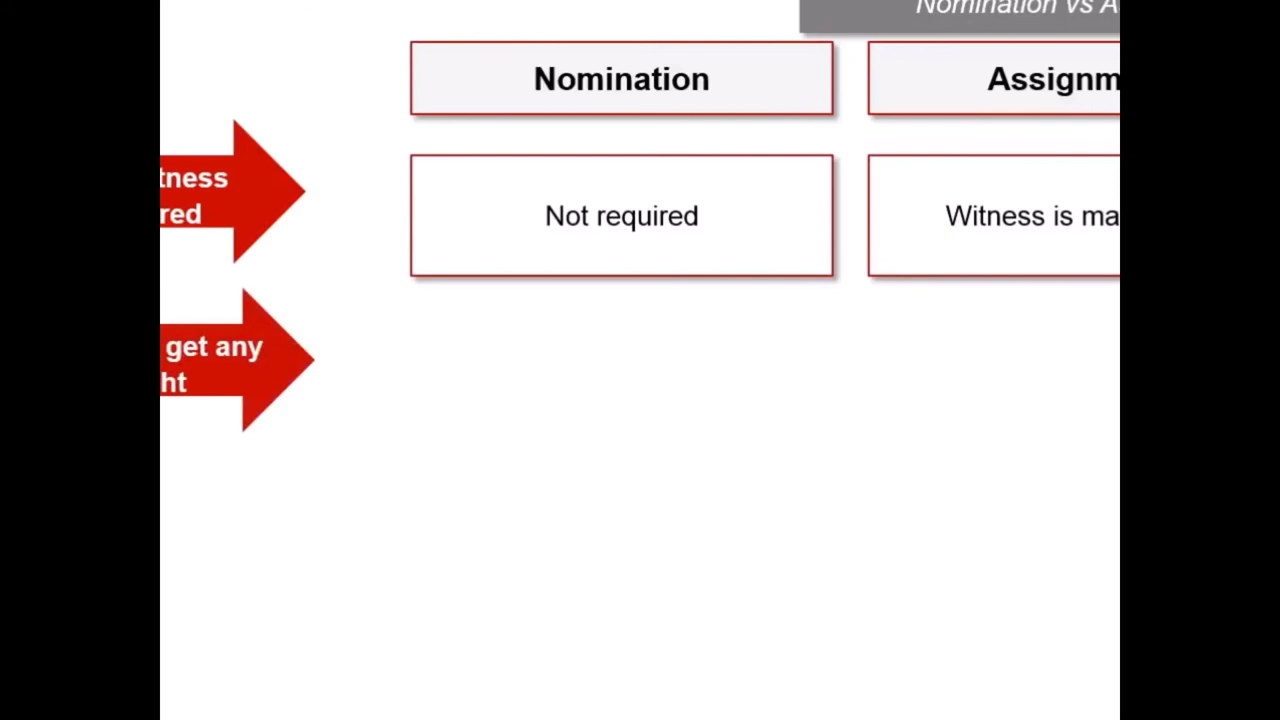 Nomination Vs A
Nomination
Assignm
tness
red
Not required
Witness is ma
get any
ht